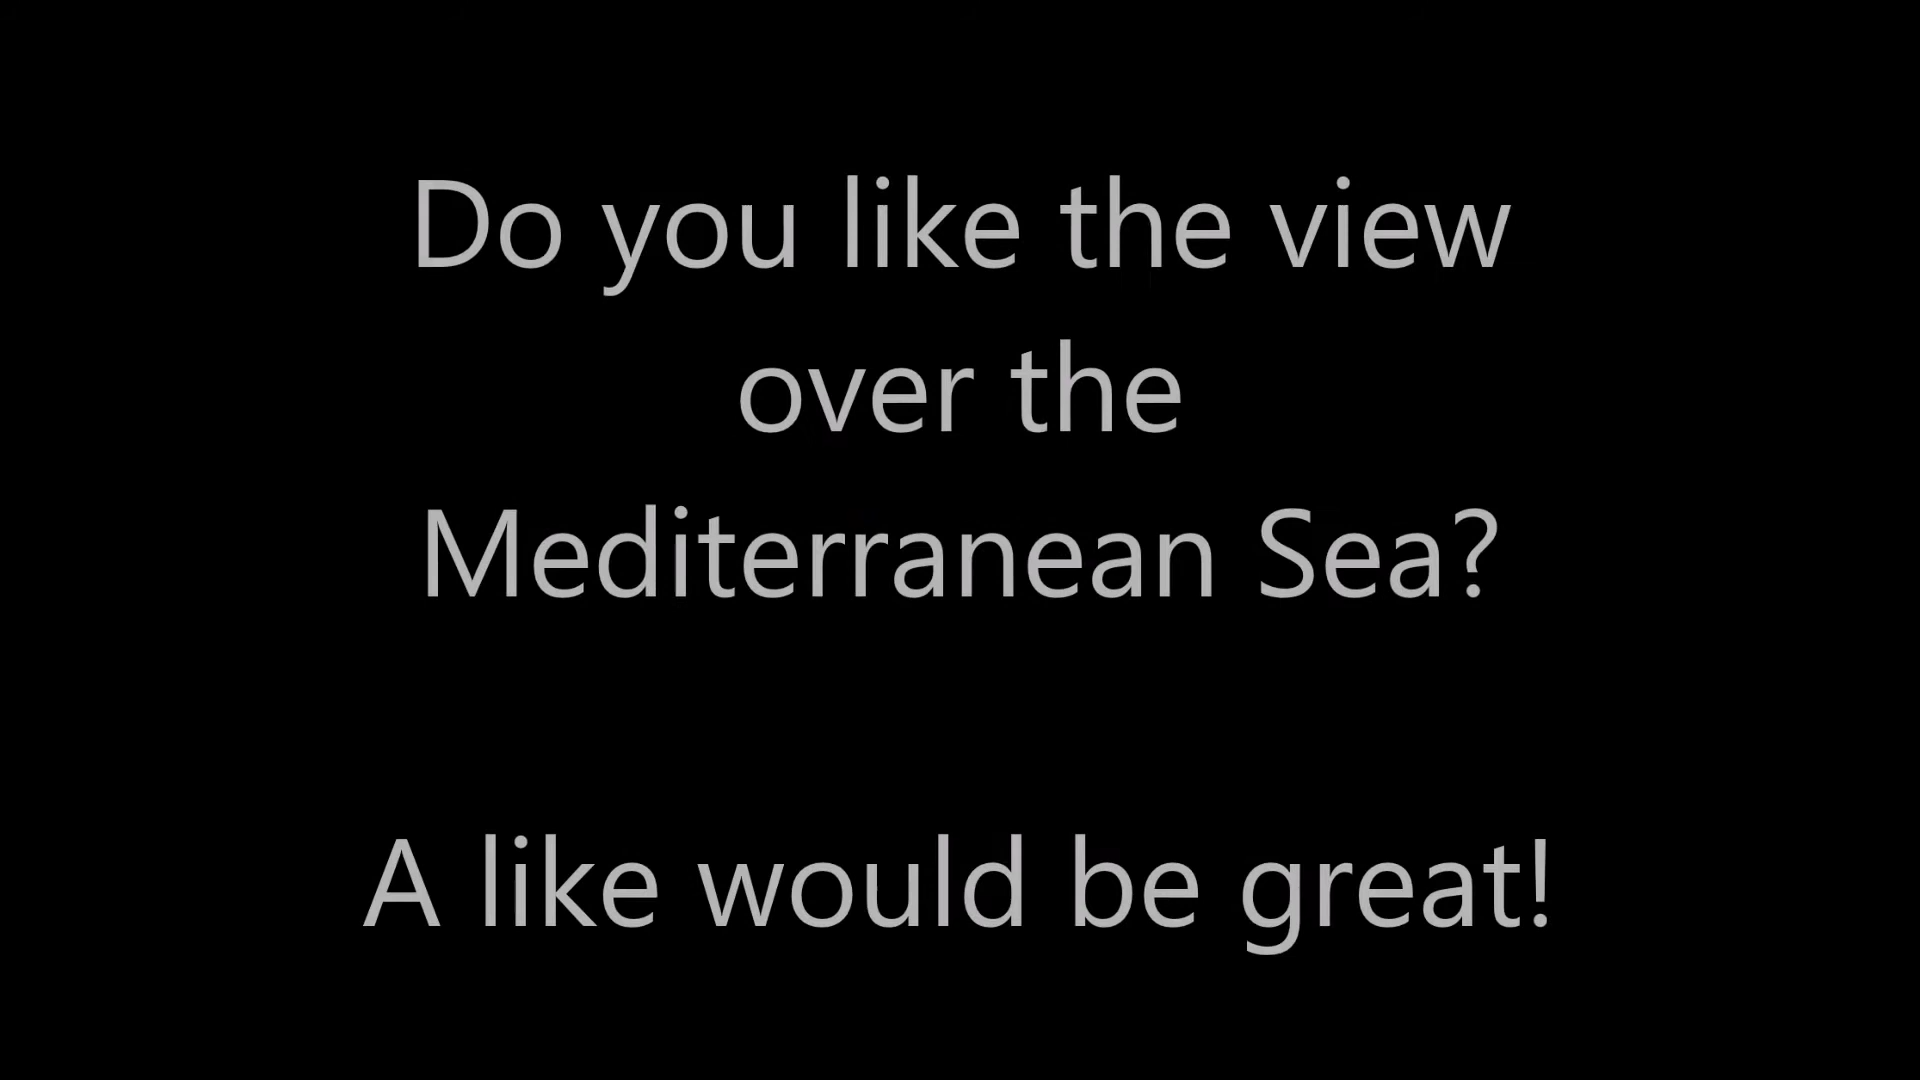 Do you like the view
over the
Mediterranean Sea?
A like would be great!